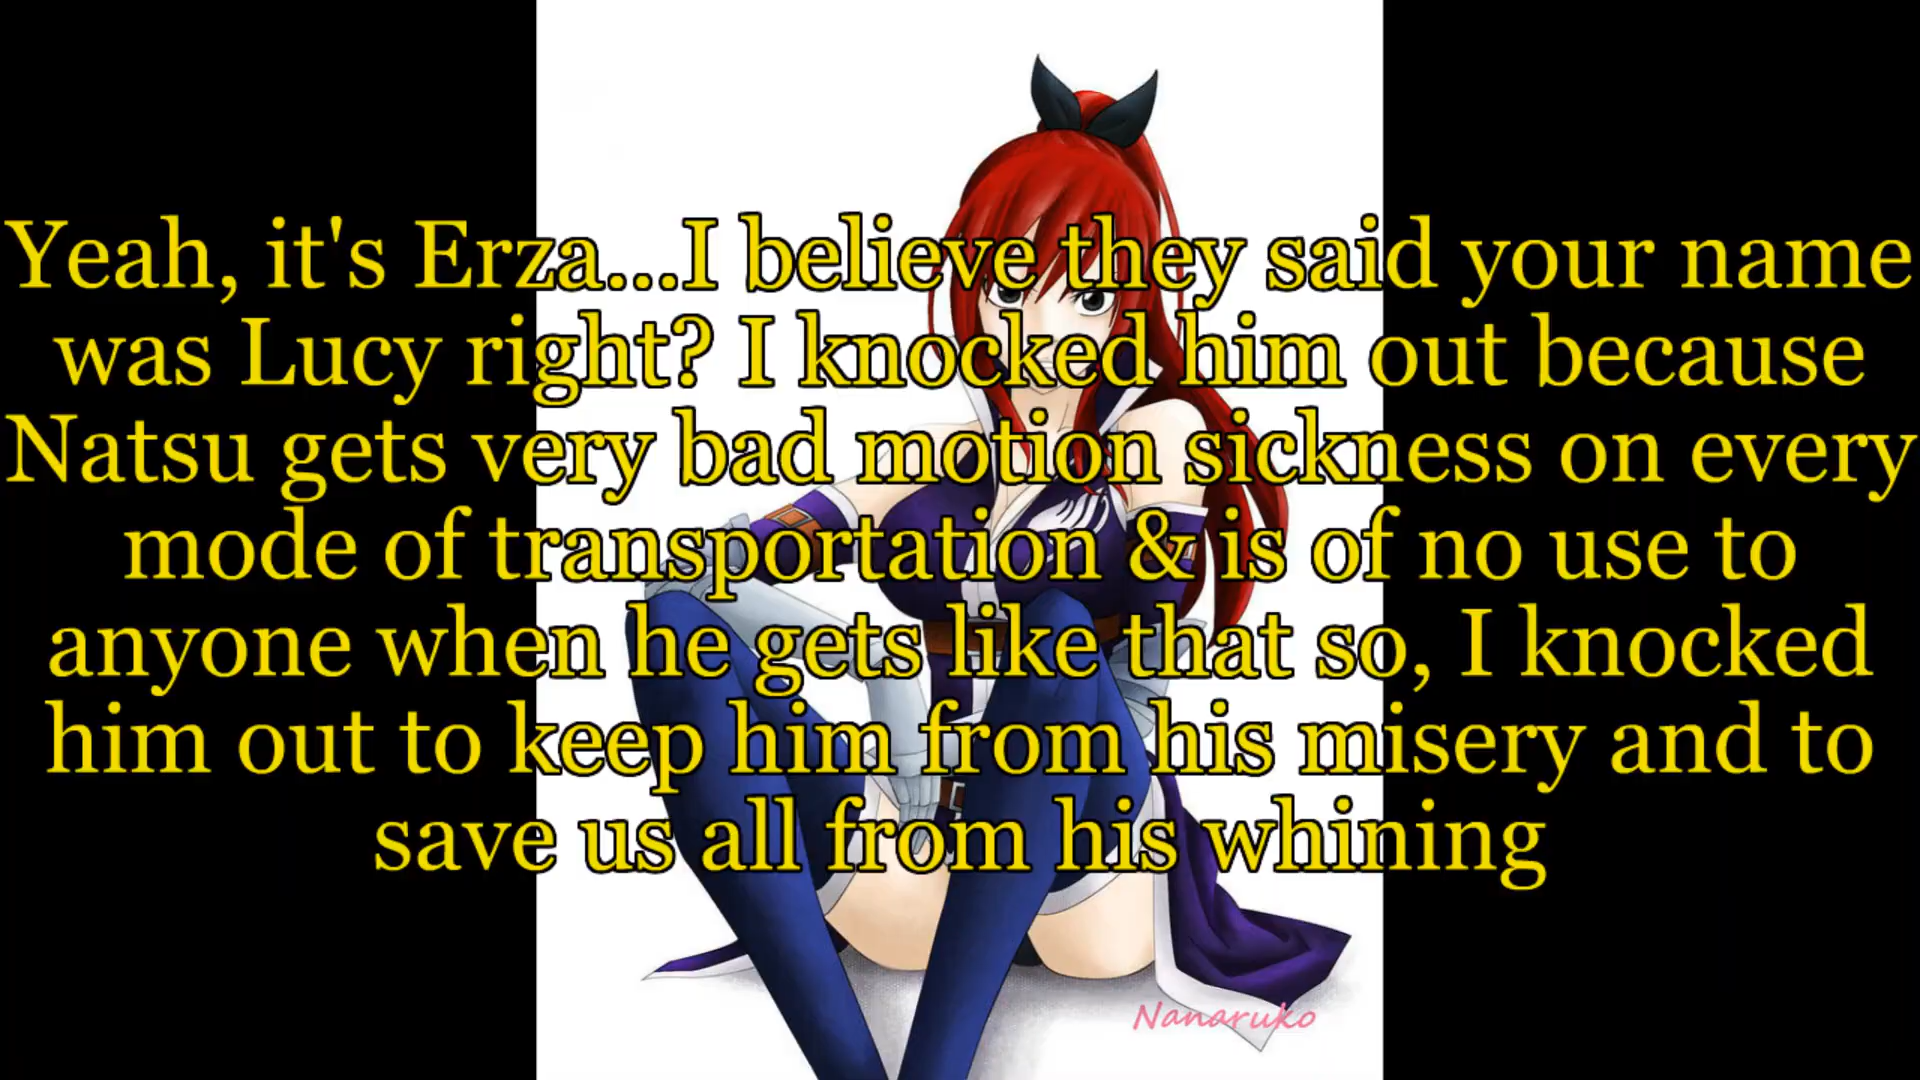 Yeah, it's Erza...I believe they said your name
was Lucy right? I knocked him out because
Natsu gets very bad motion sickness on every
mode of transportation & is of no use to
anyone when he gets like that so, I knocked
him out to keep him from his misery and to
save us all from his whining
Nanaruko